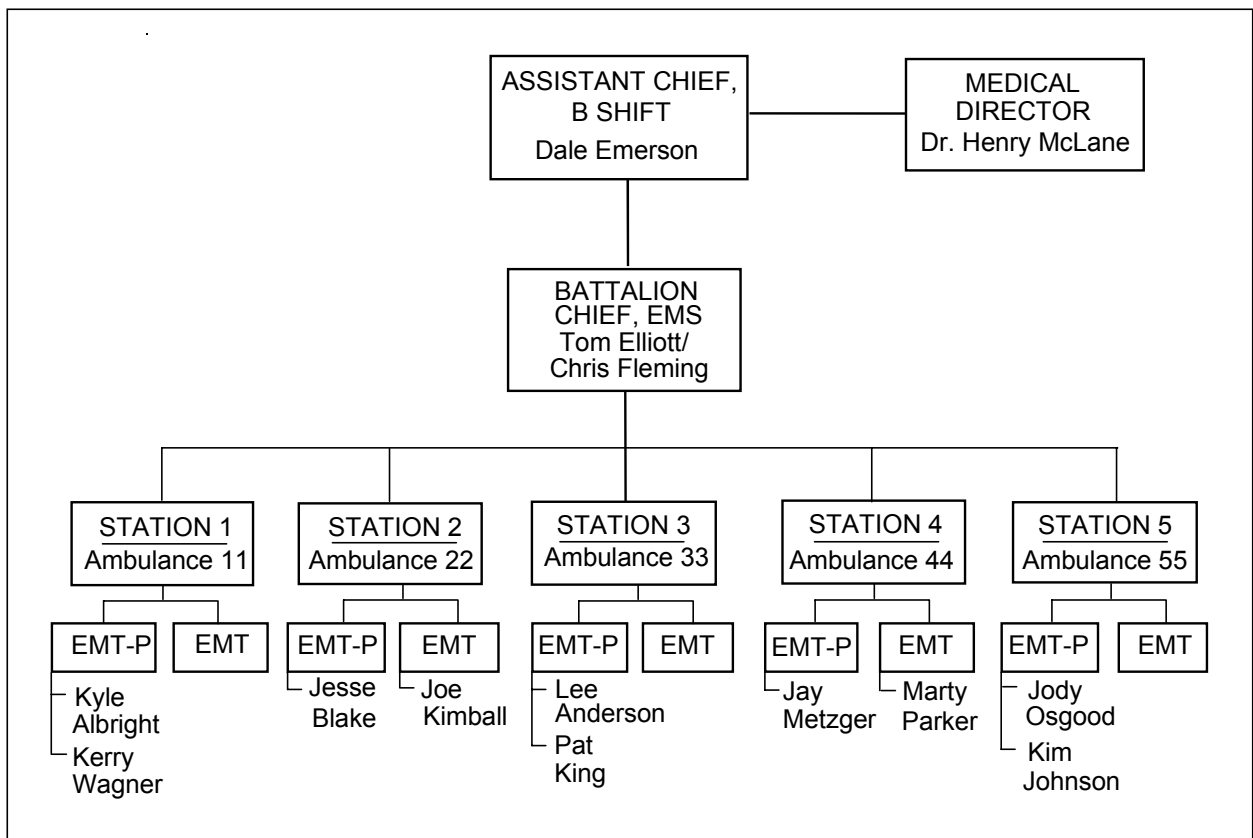 ASSISTANT CHIEF,
B SHIFT
Dale Emerson
MEDICAL
DIRECTOR
Dr. Henry McLane
BATTALION
CHIEF, EMS
Tom Elliott/
Chris Fleming
STATION 1
Ambulance 11
STATION 2
Ambulance 22
STATION 3
Ambulance 33
STATION 4
Ambulance 44
STATION 5
Ambulance 55
EMT-P
Kyle
Albright
Kerry
Wagner
EMT
EMT-P
Jesse
Blake
EMT
Joe
Kimball
EMT-P
Lee
Anderson
Pat
King
EMT
EMT-P
Jay
Metzger
EMT
Marty
Parker
EMT-P
Jody
Osgood
Kim
Johnson
EMT